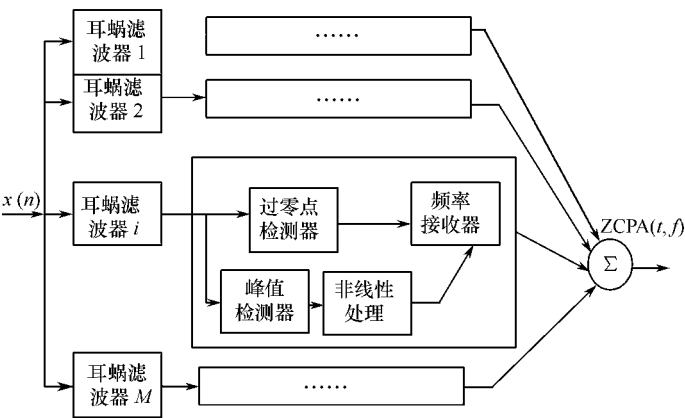 耳蜗滤
波器 1
……
耳蜗滤
波器 2
……
x (n)
耳蜗滤
波器 i
过零点
检测器
频率
接收器
峰值
检测器
非线性
处理
ZCPA(t, f)
Σ
耳蜗滤
波器 M
……